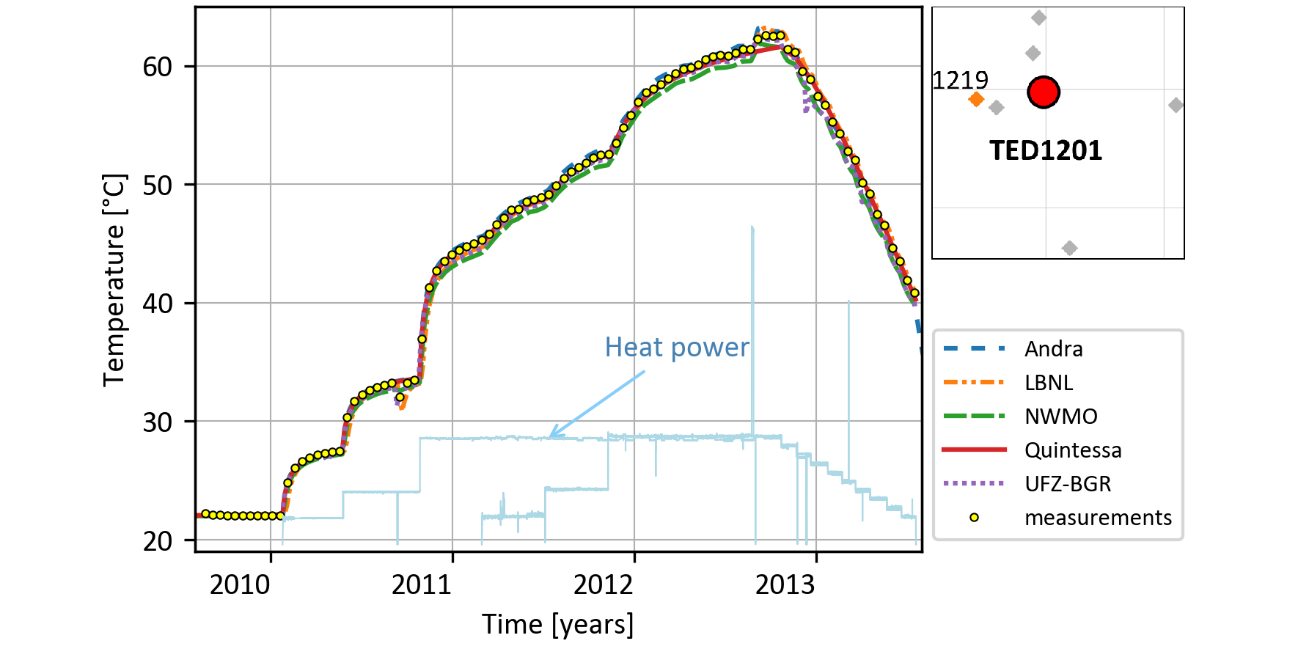 60
50
40
30
20
Temperature [°C]
2010
2011
2012
2013
Time [years]
Heat power
1219
TED1201
Andra
LBNL
NWMO
Quintessa
UFZ-BGR
measurements